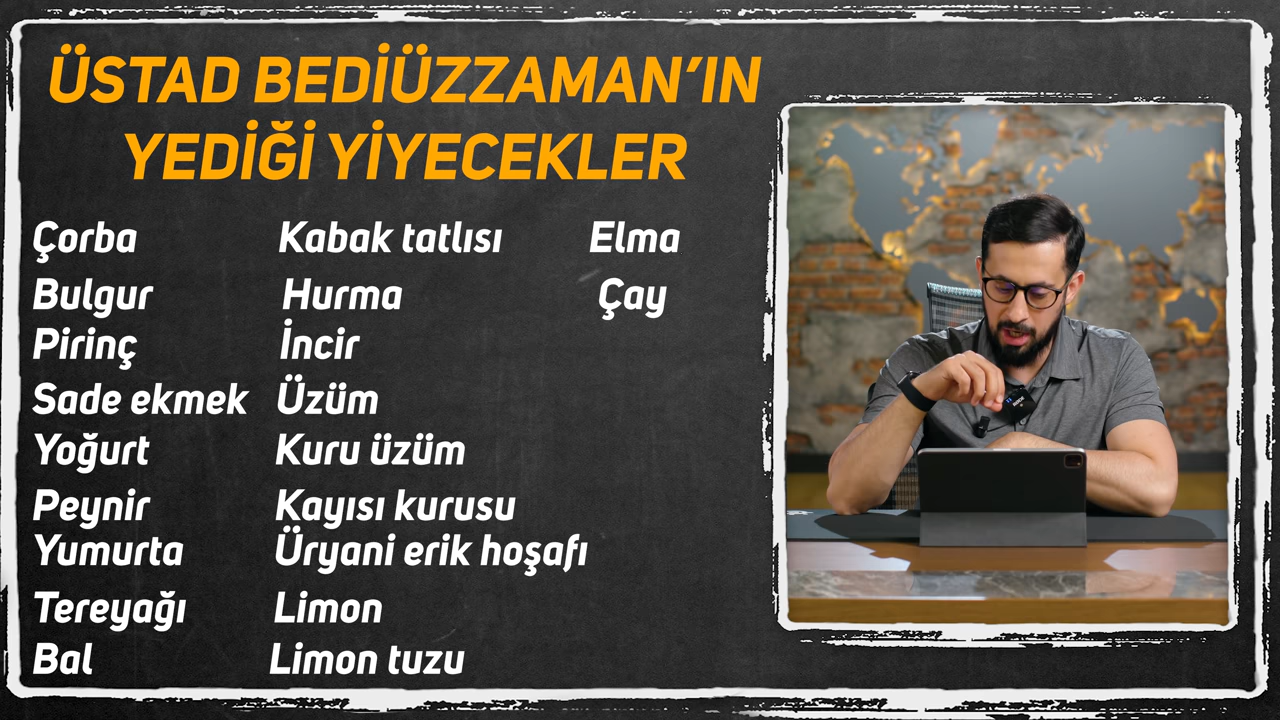 ÜSTAD BEDİÜZZAMAN'IN
YEDİĞİ YİYECEKLER
Çorba
Bulgur
Pirinç
Sade ekmek
Yoğurt
Peynir
Yumurta
Tereyağı
Bal
Kabak tatlısı
Hurma
İncir
Üzüm
Kuru üzüm
Kayısı kurusu
Üryani erik hoşafı
Limon
Limon tuzu
Elma
Çay